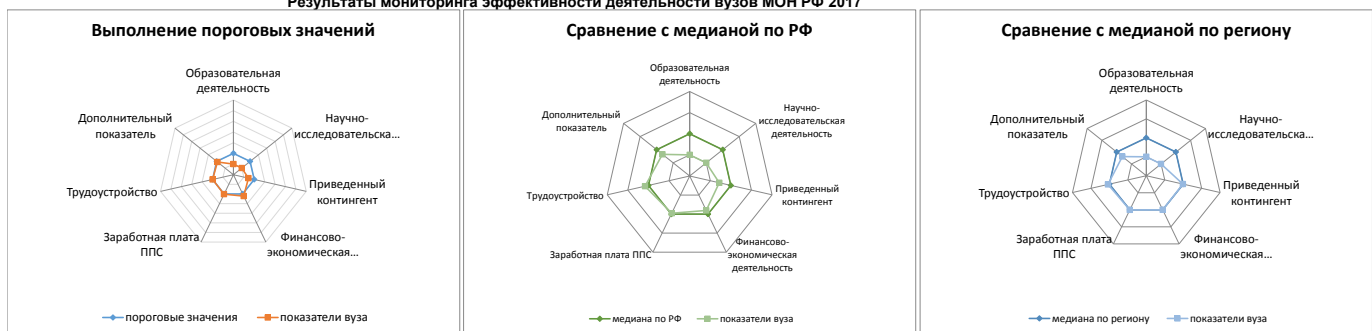 Результаты мониторинга эффективности деятельности вузов МОН РФ 2017
Выполнение пороговых значений
Образовательная
деятельность
Научно-
исследовательска...
Приведенный
контингент
Финансово-
экономическая...
Заработная плата
ППС
Трудоустройство
Дополнительный
показатель
пороговые значения
показатели вуза
Сравнение с медианой по РФ
Образовательная
деятельность
Научно-
исследовательская
деятельность
Приведенный
контингент
Финансово-
экономическая
деятельность
Заработная плата ППС
Трудоустройство
Дополнительный
показатель
медиана по РФ
показатели вуза
Сравнение с медианой по региону
Образовательная
деятельность
Научно-
исследовательска...
Приведенный
контингент
Финансово-
экономическая...
Заработная плата
ППС
Трудоустройство
Дополнительный
показатель
медиана по региону
показатели вуза